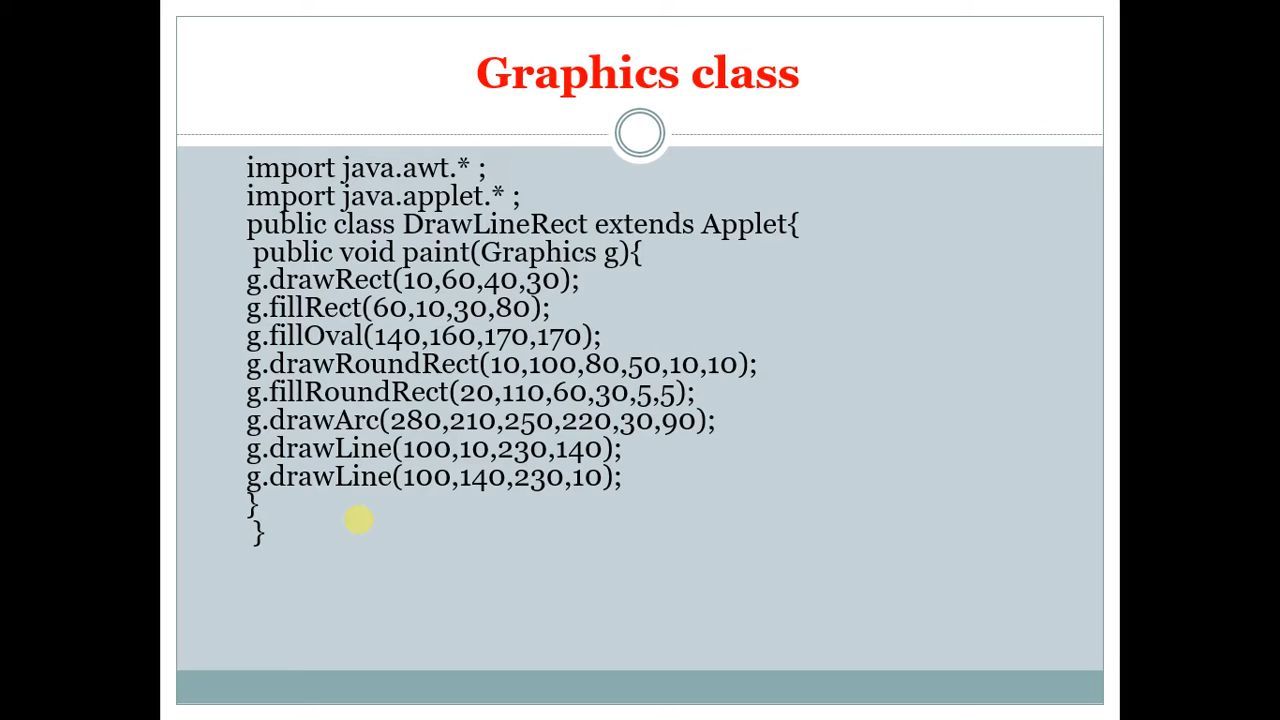 Graphics class
import java.awt.* ;
import java.applet.* ;
public class DrawLineRect extends Applet{
public void paint(Graphics g){
g.drawRect(10,60,40,30);
g.fillRect(60,10,30,80);
g.fillOval(140,160,170,170);
g.drawRoundRect(10,100,80,50,10,10);
g.fillRoundRect(20,110,60,30,5,5);
g.drawArc(280,210,250,220,30,90);
g.drawLine(100,10,230,140);
g.drawLine(100,140,230,10);
}
}